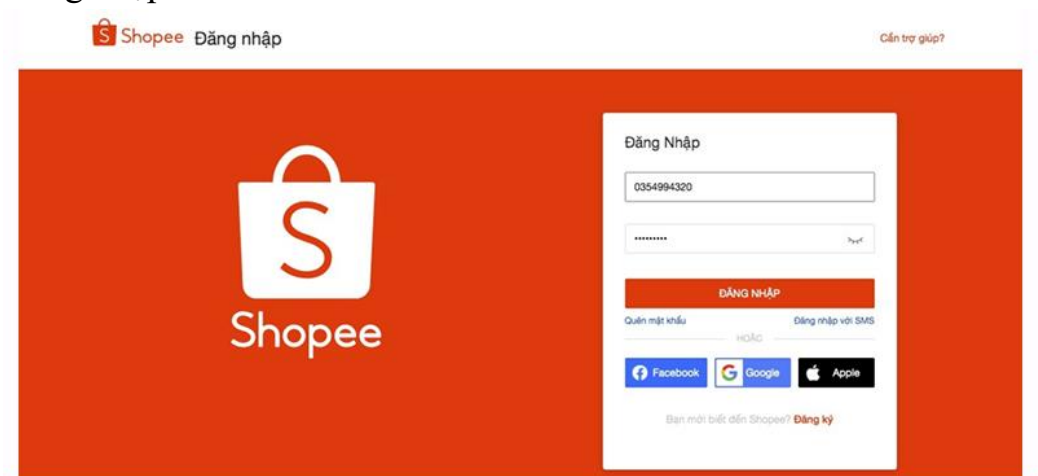 Shopee Đăng nhập
Cần trợ giúp?
S
Shopee
Đăng Nhập
0354994320
•••••••••
ĐĂNG NHẬP
Quên mật khẩu
Đăng nhập với SMS
HOẶC
Facebook
Google
Apple
Bạn mới biết đến Shopee? Đăng ký